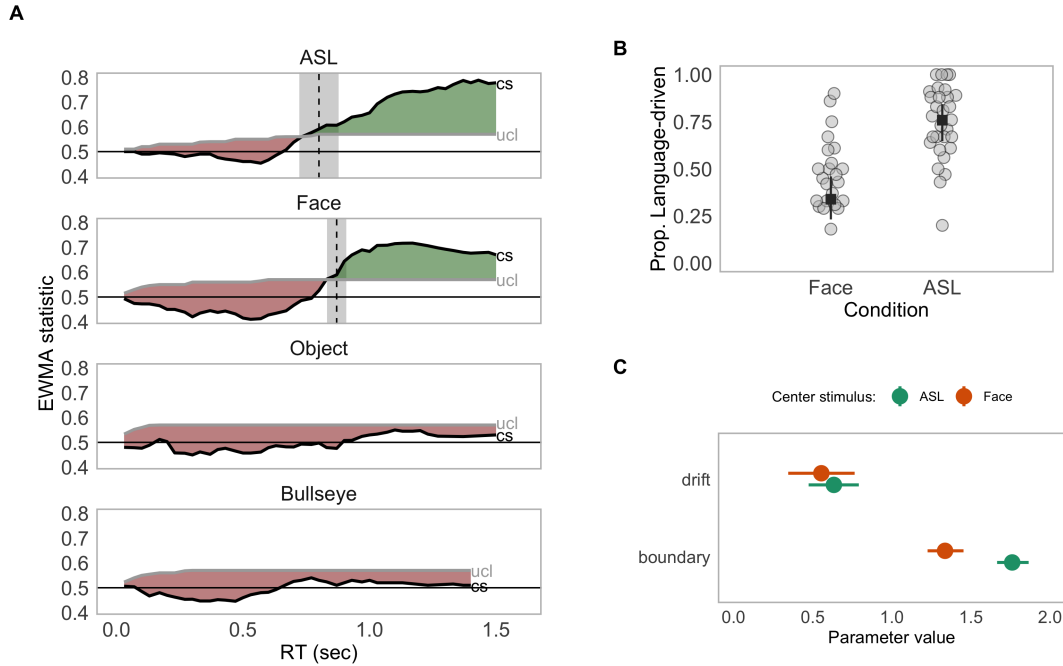 A
EWMA statistic
ASL
0.8
0.7
0.6
0.5
0.4
cs
ucl
Face
0.8
0.7
0.6
0.5
0.4
cs
ucl
Object
0.8
0.7
0.6
0.5
0.4
ucl
cs
Bullseye
0.8
0.7
0.6
0.5
0.4
ucl
cs
0.0 0.5 1.0 1.5
RT (sec)
B
Prop. Language-driven
1.00
0.75
0.50
0.25
0.00
Face ASL
Condition
C
Center stimulus: ASL Face
drift
boundary
0.0 0.5 1.0 1.5 2.0
Parameter value